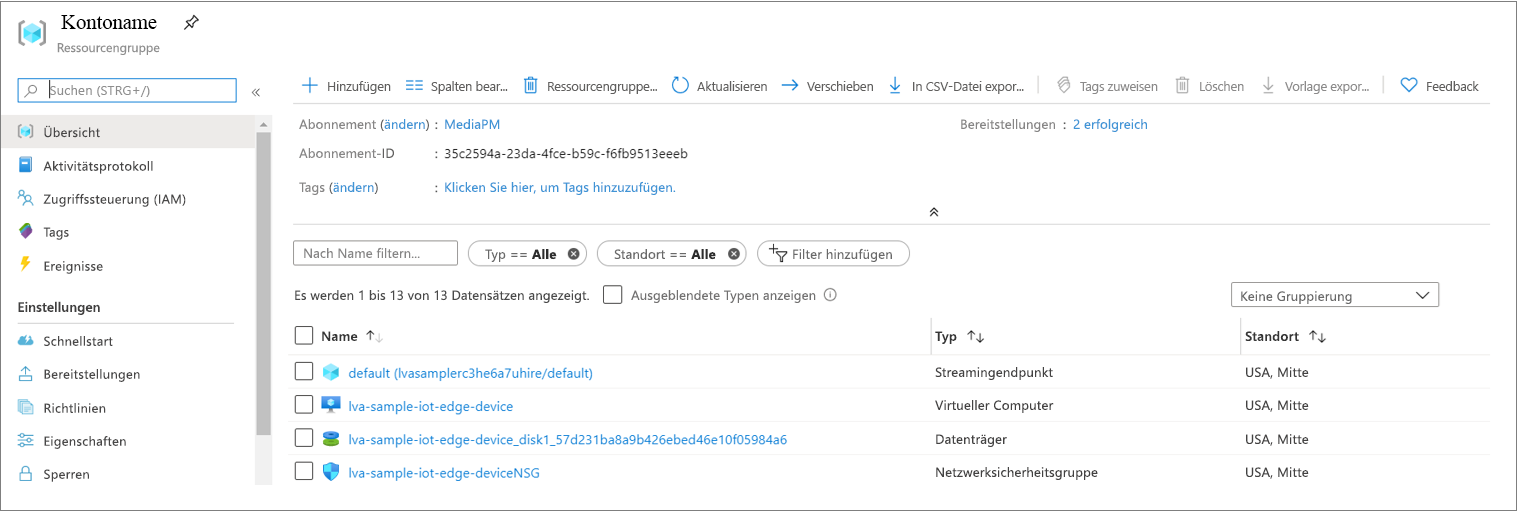 Kontoname
Ressourcengruppe
Suchen (STRG+/)
«
Hinzufügen Spalten bear... Ressourcengruppe... Aktualisieren Verschieben In CSV-Datei expor... Tags zuweisen Löschen Vorlage expor... Feedback
Übersicht
Aktivitätsprotokoll
Zugriffssteuerung (IAM)
Tags
Ereignisse
Einstellungen
Schnellstart
Bereitstellungen
Richtlinien
Eigenschaften
Sperren
Abonnement (ändern) : MediaPM Bereitstellungen : 2 erfolgreich
Abonnement-ID : 35c2594a-23da-4fce-b59c-f6fb9513eeeb
Tags (ändern) : Klicken Sie hier, um Tags hinzuzufügen.
Nach Name filtern... Typ == Alle Standort == Alle Filter hinzufügen
Es werden 1 bis 13 von 13 Datensätzen angezeigt. Ausgeblendete Typen anzeigen Keine Gruppierung
Name Typ Standort
default (lvasamplerc3he6a7uhire/default) Streamingendpunkt USA, Mitte
lva-sample-iot-edge-device Virtueller Computer USA, Mitte
lva-sample-iot-edge-device_disk1_57d231ba8a9b426ebed46e10f05984a6 Datenträger USA, Mitte
lva-sample-iot-edge-deviceNSG Netzwerksicherheitsgruppe USA, Mitte